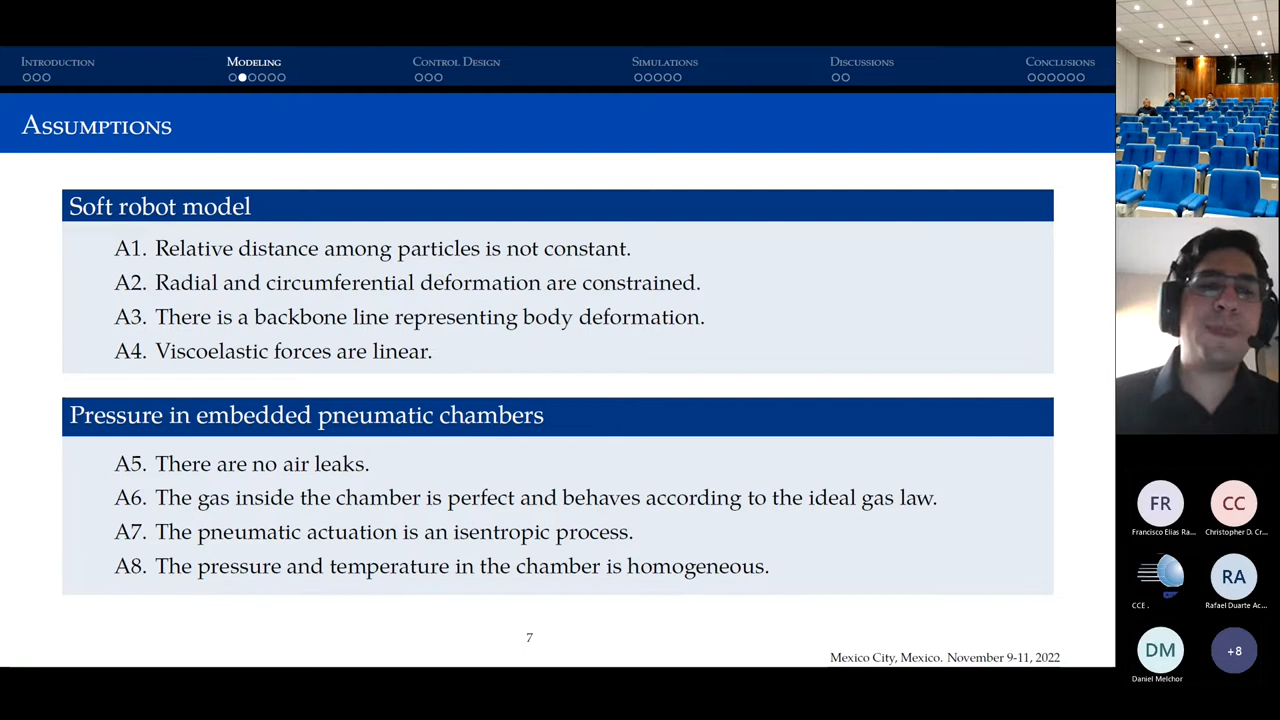 INTRODUCTION
MODELING
CONTROL DESIGN
SIMULATIONS
DISCUSSIONS
CONCLUSIONS
ASSUMPTIONS
Soft robot model
A1. Relative distance among particles is not constant.
A2. Radial and circumferential deformation are constrained.
A3. There is a backbone line representing body deformation.
A4. Viscoelastic forces are linear.
Pressure in embedded pneumatic chambers
A5. There are no air leaks.
A6. The gas inside the chamber is perfect and behaves according to the ideal gas law.
A7. The pneumatic actuation is an isentropic process.
A8. The pressure and temperature in the chamber is homogeneous.
7
Mexico City, Mexico. November 9-11, 2022
FR
CC
Francisco Elias Ra...
Christopher D. Cr...
RA
CCE .
Rafael Duarte Ac...
DM
+8
Daniel Melchor